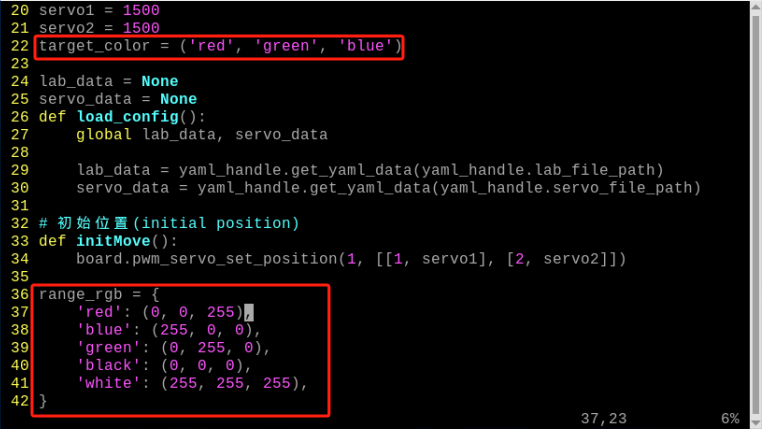 20 servo1 = 1500
21 servo2 = 1500
22 target_color = ('red', 'green', 'blue')
23
24 lab_data = None
25 servo_data = None
26 def load_config():
27     global lab_data, servo_data
28
29     lab_data = yaml_handle.get_yaml_data(yaml_handle.lab_file_path)
30     servo_data = yaml_handle.get_yaml_data(yaml_handle.servo_file_path)
31
32 # 初始位置(initial position)
33 def initMove():
34     board.pwm_servo_set_position(1, [[1, servo1], [2, servo2]])
35
36 range_rgb = {
37     'red': (0, 0, 255),
38     'blue': (255, 0, 0),
39     'green': (0, 255, 0),
40     'black': (0, 0, 0),
41     'white': (255, 255, 255),
42 }
37,23 6%